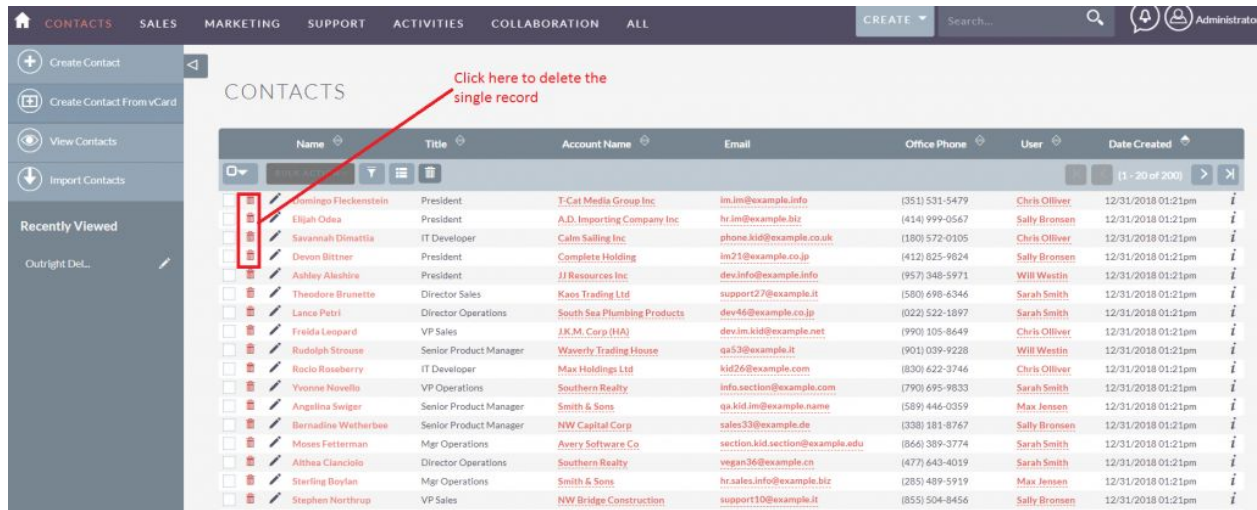 CONTACTS SALES MARKETING SUPPORT ACTIVITIES COLLABORATION ALL CREATE Search... Administrato
Create Contact
Create Contact From vCard
View Contacts
Import Contacts
Recently Viewed
Outright Del...
Click here to delete the
single record
CONTACTS
Name Title Account Name Email Office Phone User Date Created
BULK ACTION (1 - 20 of 200)
Domingo Fleckenstein President T-Cat Media Group Inc im.im@example.info (351) 531-5479 Chris Olliver 12/31/2018 01:21pm
Elijah Odea President A.D. Importing Company Inc hr.im@example.biz (414) 999-0567 Sally Bronsen 12/31/2018 01:21pm
Savannah Dimattia IT Developer Calm Sailing Inc phone.kid@example.co.uk (180) 572-0105 Chris Olliver 12/31/2018 01:21pm
Devon Bittner President Complete Holding im21@example.co.jp (412) 825-9824 Sally Bronsen 12/31/2018 01:21pm
Ashley Aleshire President JJ Resources Inc dev.info@example.info (957) 348-5971 Will Westin 12/31/2018 01:21pm
Theodore Brunette Director Sales Kaos Trading Ltd support27@example.it (580) 698-6346 Sarah Smith 12/31/2018 01:21pm
Lance Petri Director Operations South Sea Plumbing Products dev46@example.co.jp (022) 522-1897 Sarah Smith 12/31/2018 01:21pm
Freida Leopard VP Sales J.K.M. Corp (HA) dev.im.kid@example.net (990) 105-8649 Chris Olliver 12/31/2018 01:21pm
Rudolph Strouse Senior Product Manager Waverly Trading House qa53@example.it (901) 039-9228 Will Westin 12/31/2018 01:21pm
Rocio Roseberry IT Developer Max Holdings Ltd kid26@example.com (830) 622-3746 Chris Olliver 12/31/2018 01:21pm
Yvonne Novello VP Operations Southern Realty info.section@example.com (790) 695-9833 Sarah Smith 12/31/2018 01:21pm
Angelina Swiger Senior Product Manager Smith & Sons qa.kid.im@example.name (589) 446-0359 Max Jensen 12/31/2018 01:21pm
Bernadine Wetherbee Senior Product Manager NW Capital Corp sales33@example.de (338) 181-8767 Sally Bronsen 12/31/2018 01:21pm
Moses Fetterman Mgr Operations Avery Software Co section.kid.section@example.edu (866) 389-3774 Sarah Smith 12/31/2018 01:21pm
Althea Cianciolo Director Operations Southern Realty vegan36@example.cn (477) 643-4019 Sarah Smith 12/31/2018 01:21pm
Sterling Boylan Mgr Operations Smith & Sons hr.sales.info@example.biz (285) 489-5919 Max Jensen 12/31/2018 01:21pm
Stephen Northrup VP Sales NW Bridge Construction support10@example.it (855) 504-8456 Sally Bronsen 12/31/2018 01:21pm